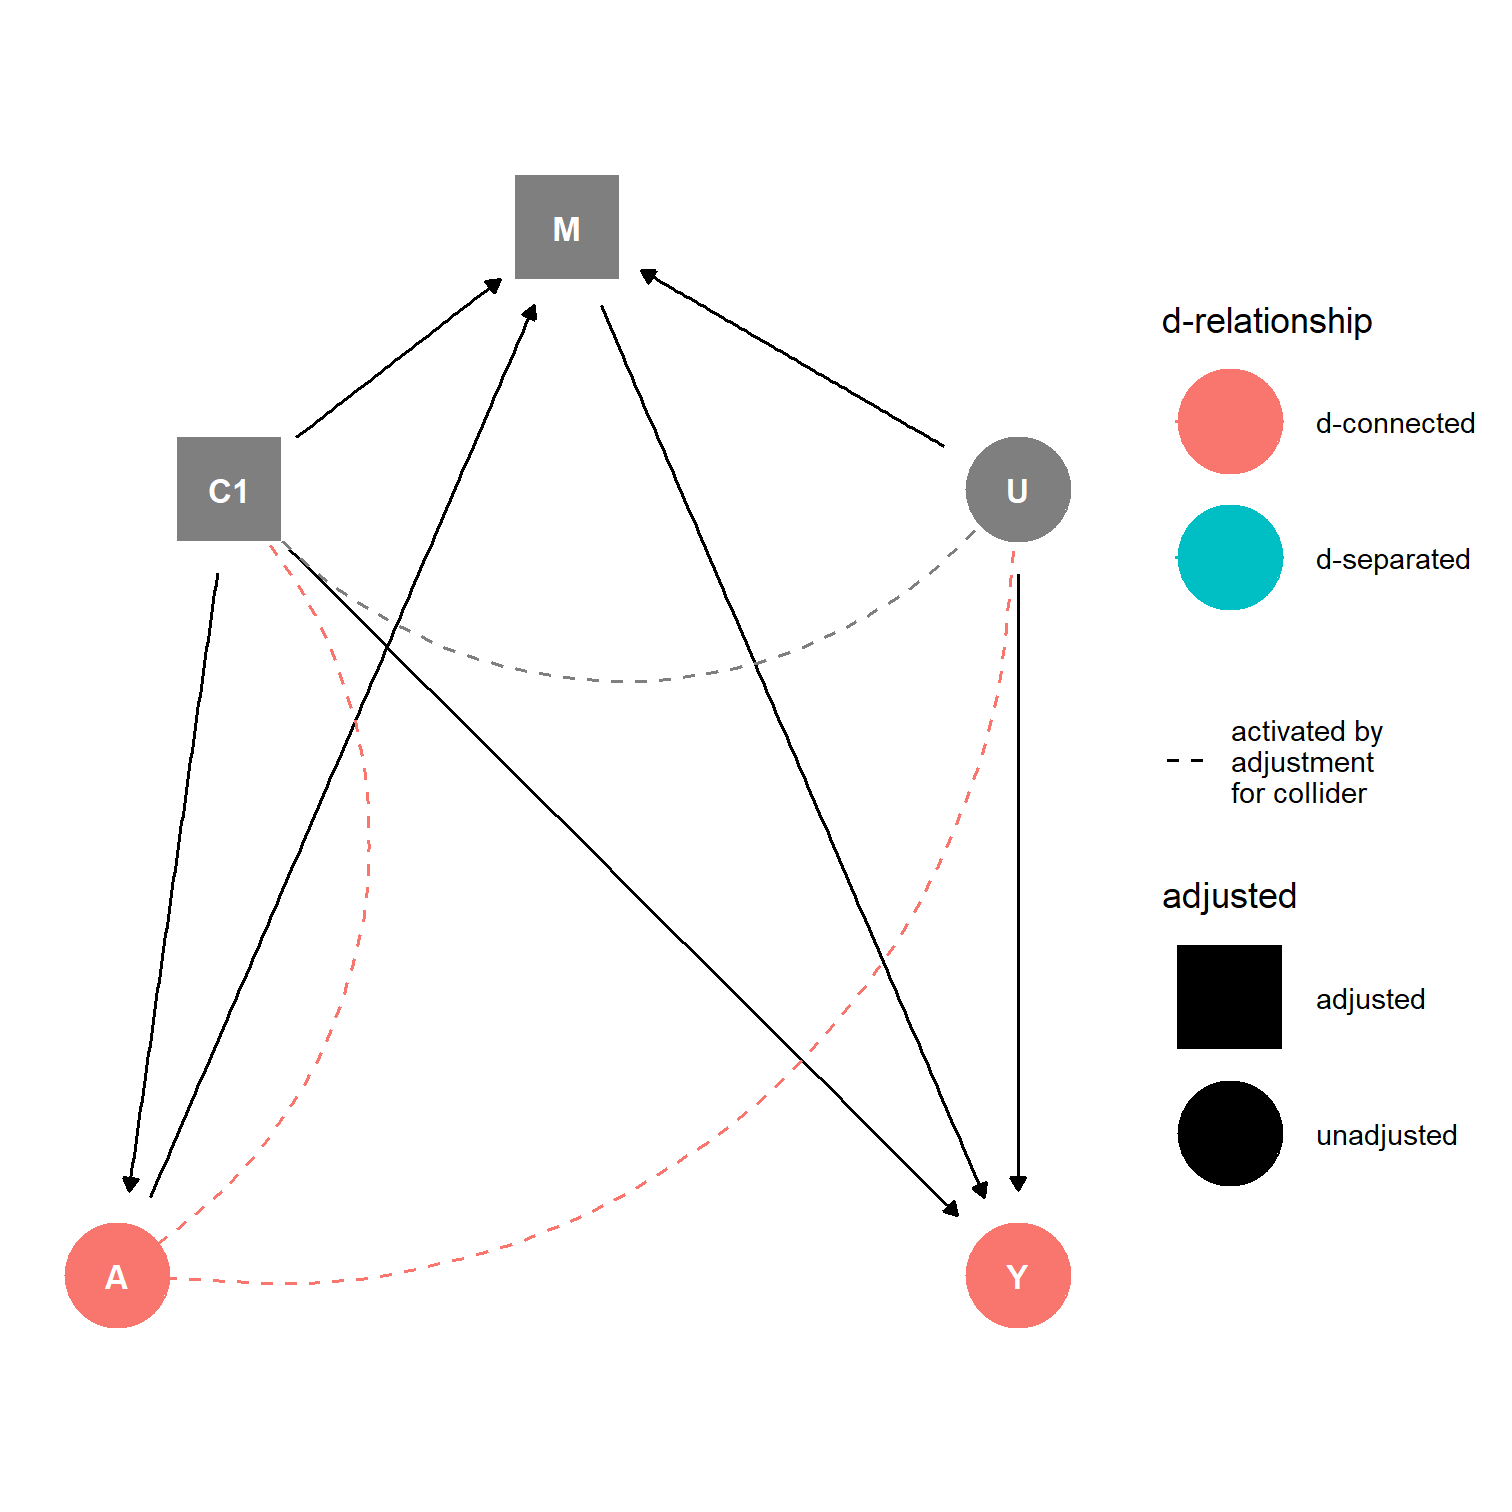 M
C1
U
A
Y
d-relationship
d-connected
d-separated
activated by
adjustment
for collider
adjusted
adjusted
unadjusted